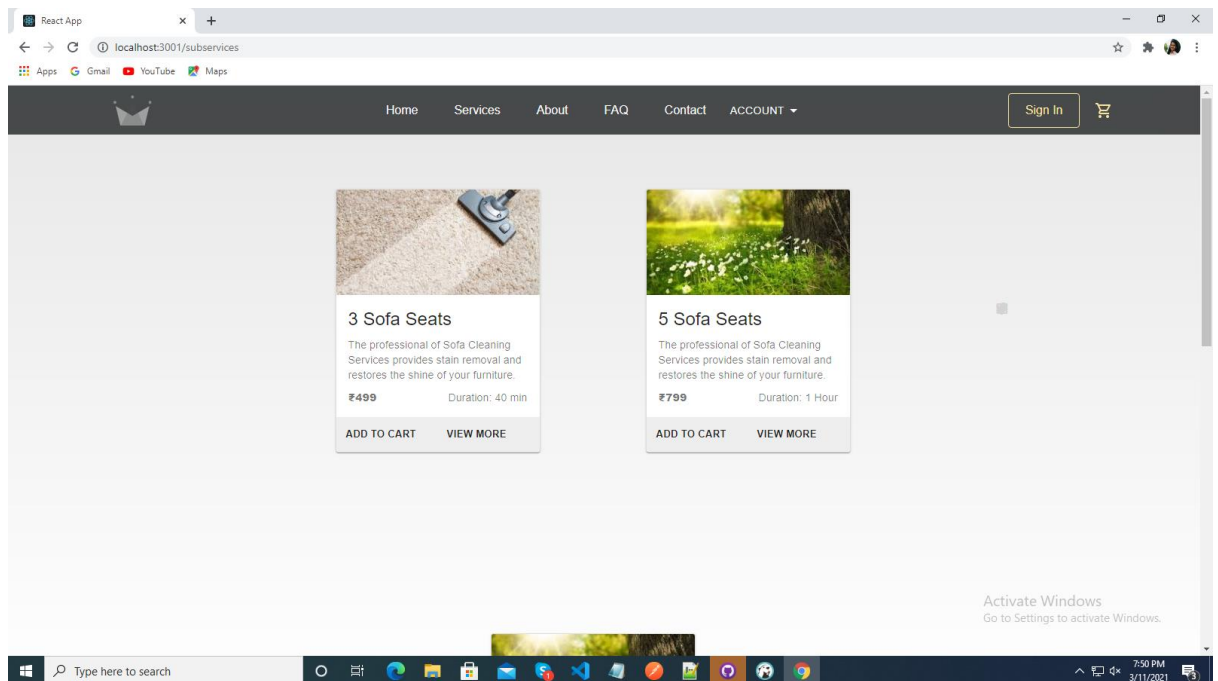 React App
localhost:3001/subservices
Apps Gmail YouTube Maps
Home Services About FAQ Contact ACCOUNT Sign In
3 Sofa Seats
The professional of Sofa Cleaning
Services provides stain removal and
restores the shine of your furniture.
₹499 Duration: 40 min
ADD TO CART VIEW MORE
5 Sofa Seats
The professional of Sofa Cleaning
Services provides stain removal and
restores the shine of your furniture.
₹799 Duration: 1 Hour
ADD TO CART VIEW MORE
Activate Windows
Go to Settings to activate Windows.
Type here to search
7:50 PM
3/11/2021